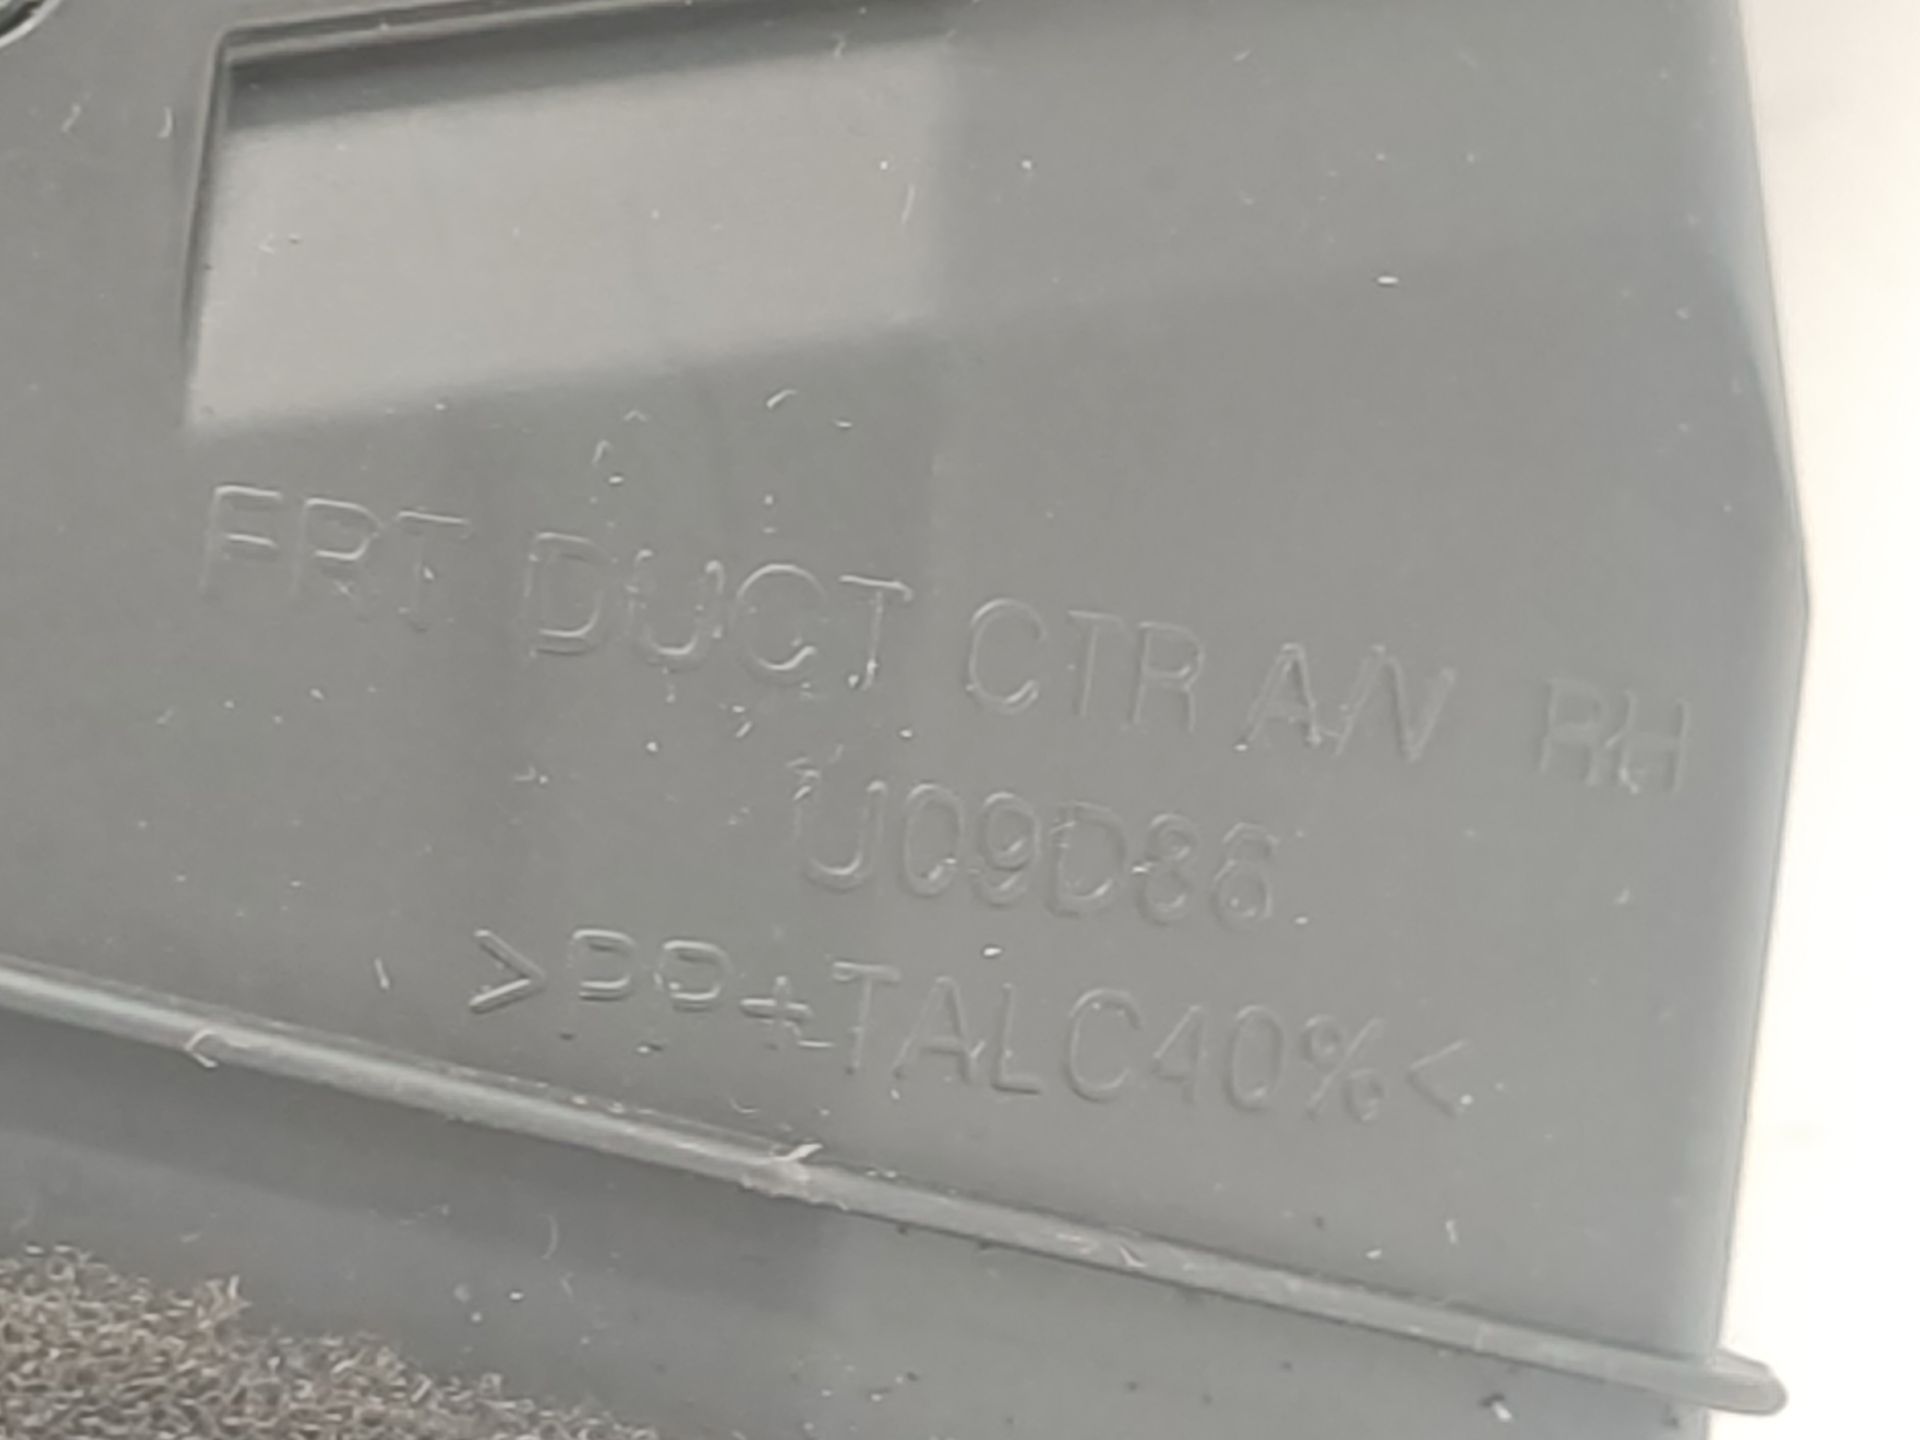 FRT DUCT CTR A/V RH
U09D86
>PP+TALC40%<